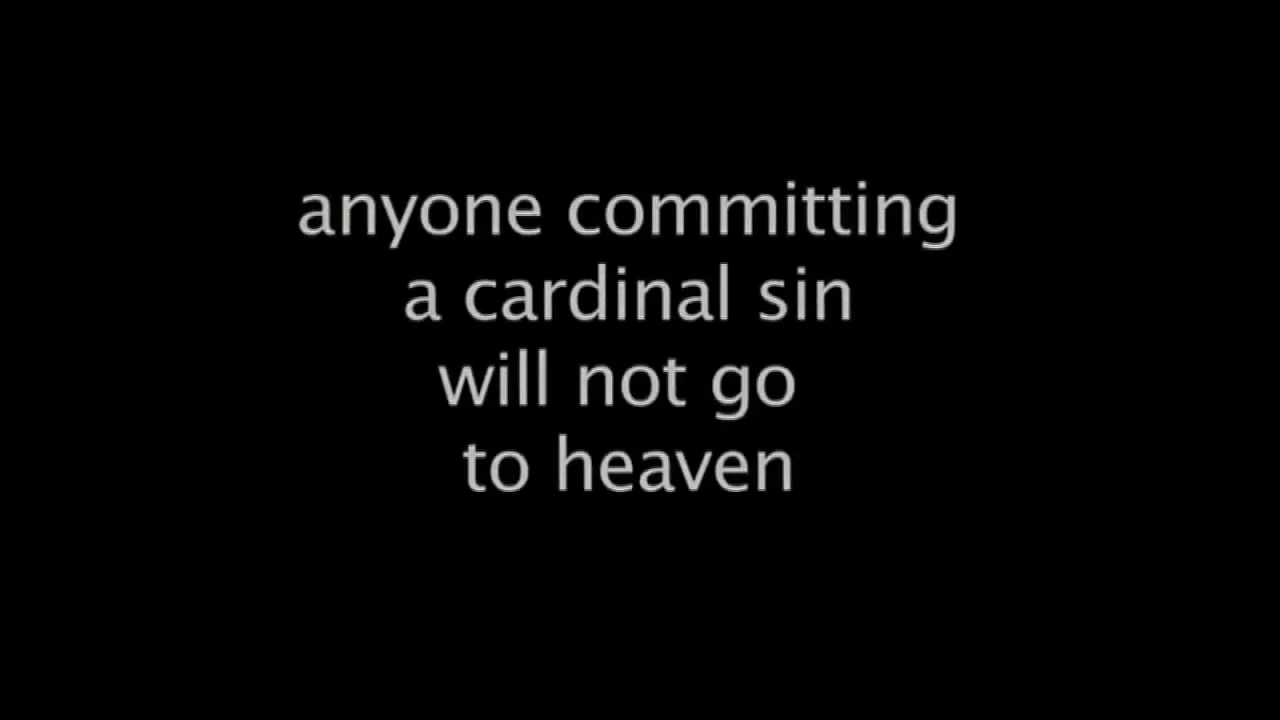 anyone committing
a cardinal sin
will not go
to heaven